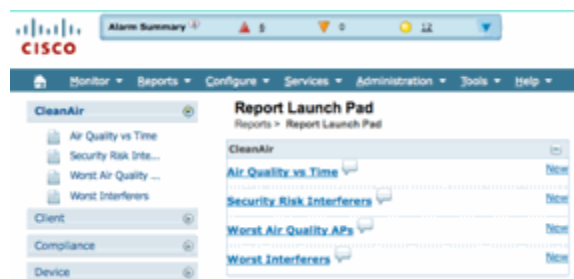 Alarm Summary 5 0 12
CISCO
Monitor Reports Configure Services Administration Tools Help
CleanAir
Air Quality vs Time
Security Risk Inte...
Worst Air Quality ...
Worst Interferers
Client
Compliance
Device
Report Launch Pad
Reports > Report Launch Pad
CleanAir
Air Quality vs Time New
Security Risk Interferers New
Worst Air Quality APs New
Worst Interferers New